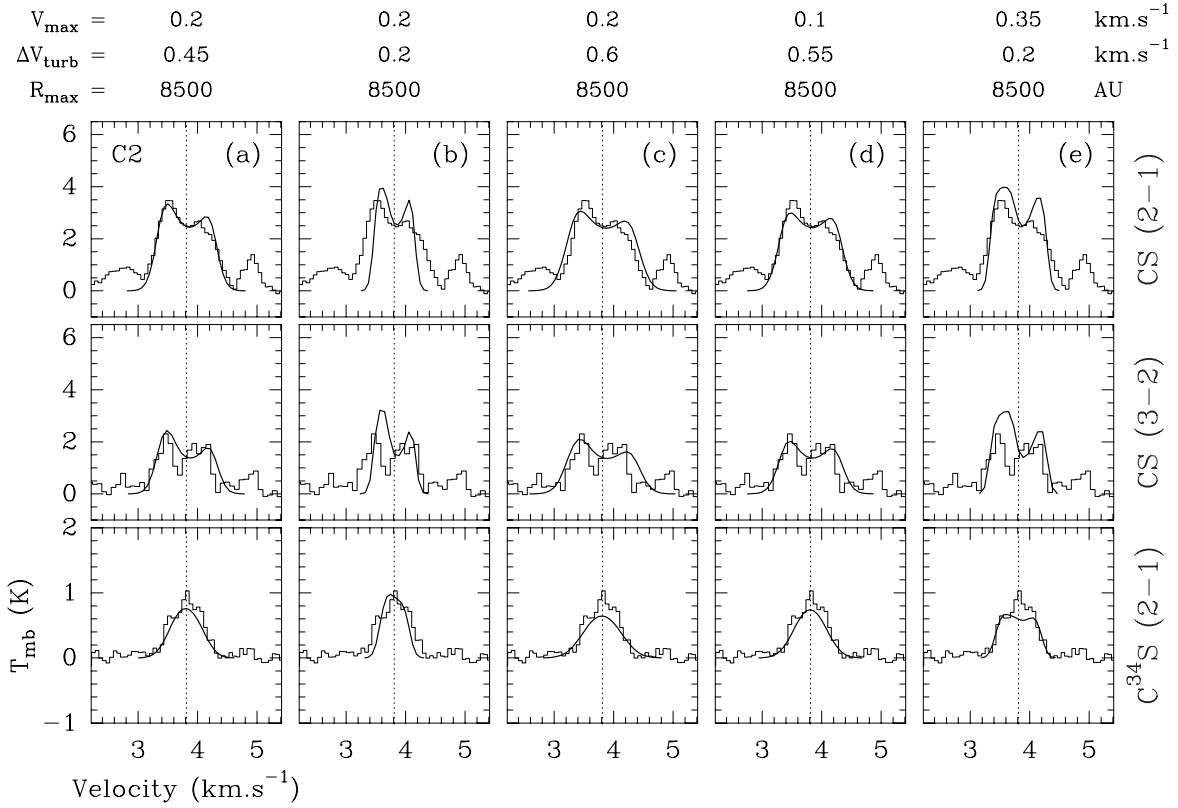 V_max = 0.2 0.2 0.2 0.1 0.35 km.s⁻¹
ΔV_turb = 0.45 0.2 0.6 0.55 0.2 km.s⁻¹
R_max = 8500 8500 8500 8500 8500 AU
C2 (a) (b) (c) (d) (e)
6
4
2
0
CS (2−1)
6
4
2
0
CS (3−2)
2
1
0
−1
T_mb (K)
C³⁴S (2−1)
3 4 5 3 4 5 3 4 5 3 4 5 3 4 5
Velocity (km.s⁻¹)